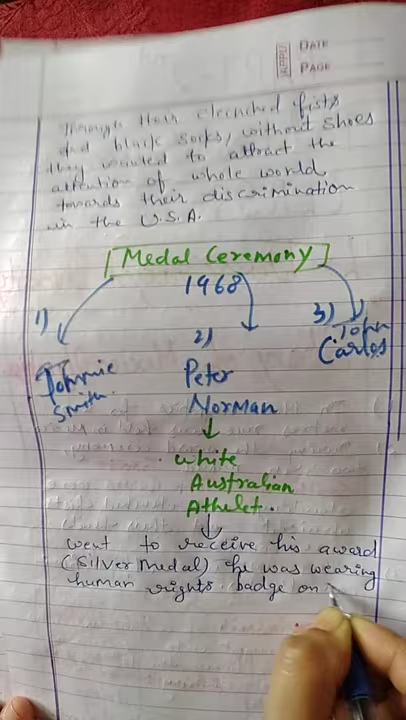 DATE
PAGE
Through their clenched fists
and black socks, without shoes
they wanted to attract the
attention of whole world
towards their discrimination
in the U.S.A.
[Medal Ceremony]
1968
1)
2)
3)
Tommie
Smith
Peter
Norman
John
Carlos
White
Australian
Athelet.
went to receive his award
(Silver Medal) he was wearing
human rights badge on